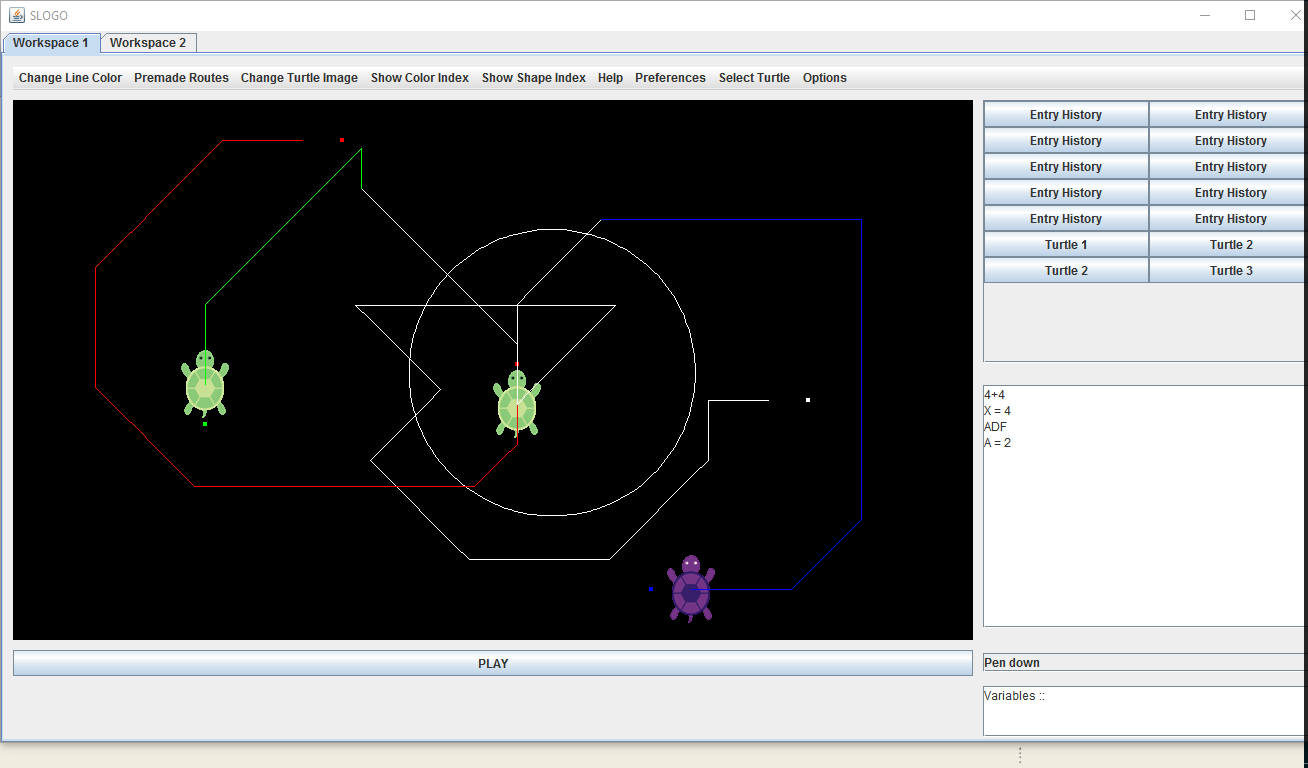 SLOGO
Workspace 1 Workspace 2
Change Line Color Premade Routes Change Turtle Image Show Color Index Show Shape Index Help Preferences Select Turtle Options
Entry History Entry History
Entry History Entry History
Entry History Entry History
Entry History Entry History
Entry History Entry History
Turtle 1 Turtle 2
Turtle 2 Turtle 3
4+4
X = 4
ADF
A = 2
PLAY
Pen down
Variables ::